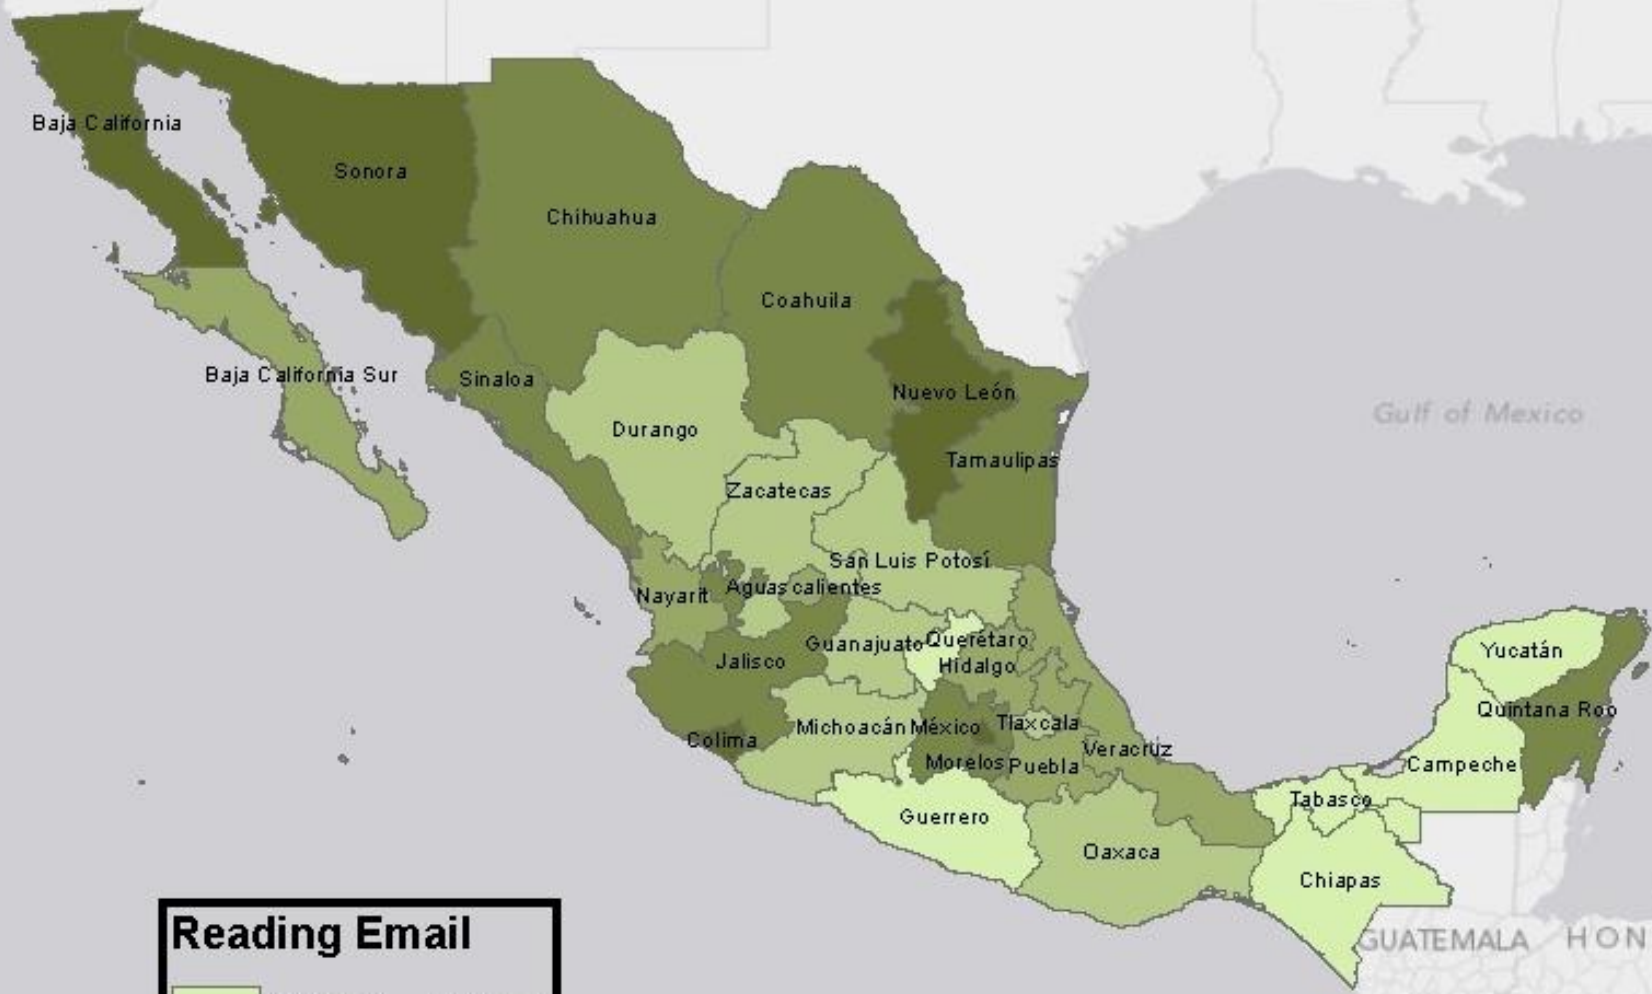 Baja California
Sonora
Chihuahua
Coahuila
Baja California Sur
Sinaloa
Nuevo León
Gulf of Mexico
Durango
Tamaulipas
Zacatecas
San Luis Potosí
Nayarit
Aguascalientes
Guanajuato
Querétaro
Jalisco
Hidalgo
Yucatán
Quintana Roo
Colima
Michoacán
México
Tlaxcala
Veracruz
Morelos
Puebla
Campeche
Tabasco
Guerrero
Oaxaca
Chiapas
Reading Email
GUATEMALA
HON